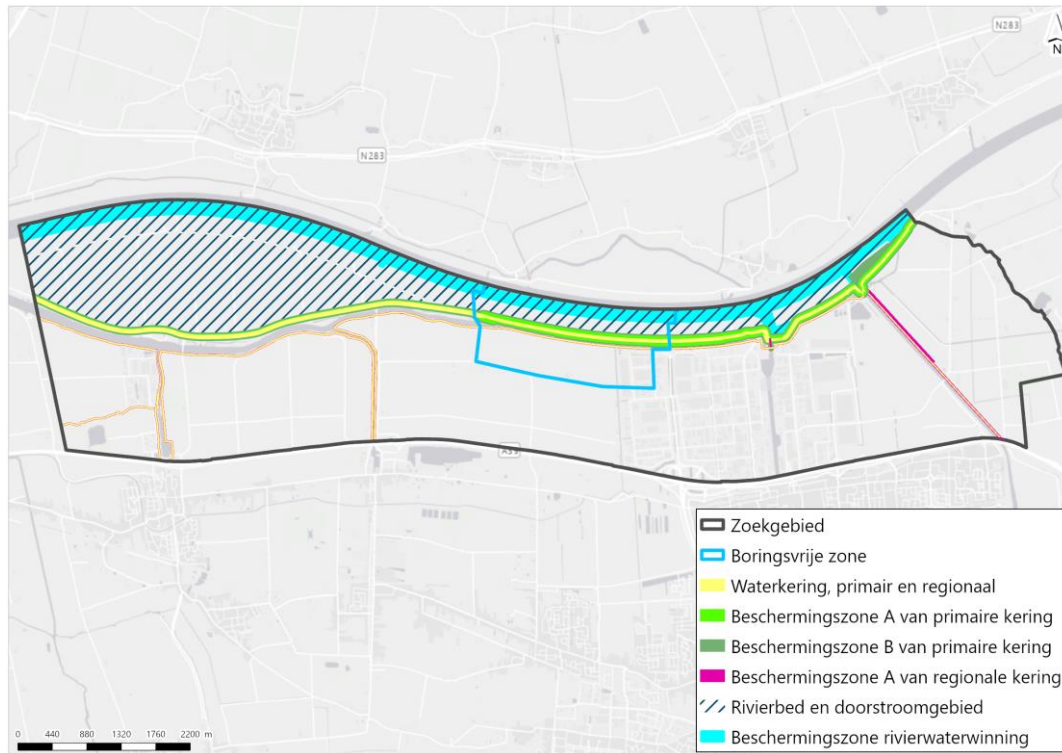 N283
N
N283
A59
Zoekgebied
Boringsvrije zone
Waterkering, primair en regionaal
Beschermingszone A van primaire kering
Beschermingszone B van primaire kering
Beschermingszone A van regionale kering
Rivierbed en doorstroomgebied
Beschermingszone rivierwaterwinning
0 440 880 1320 1760 2200 m